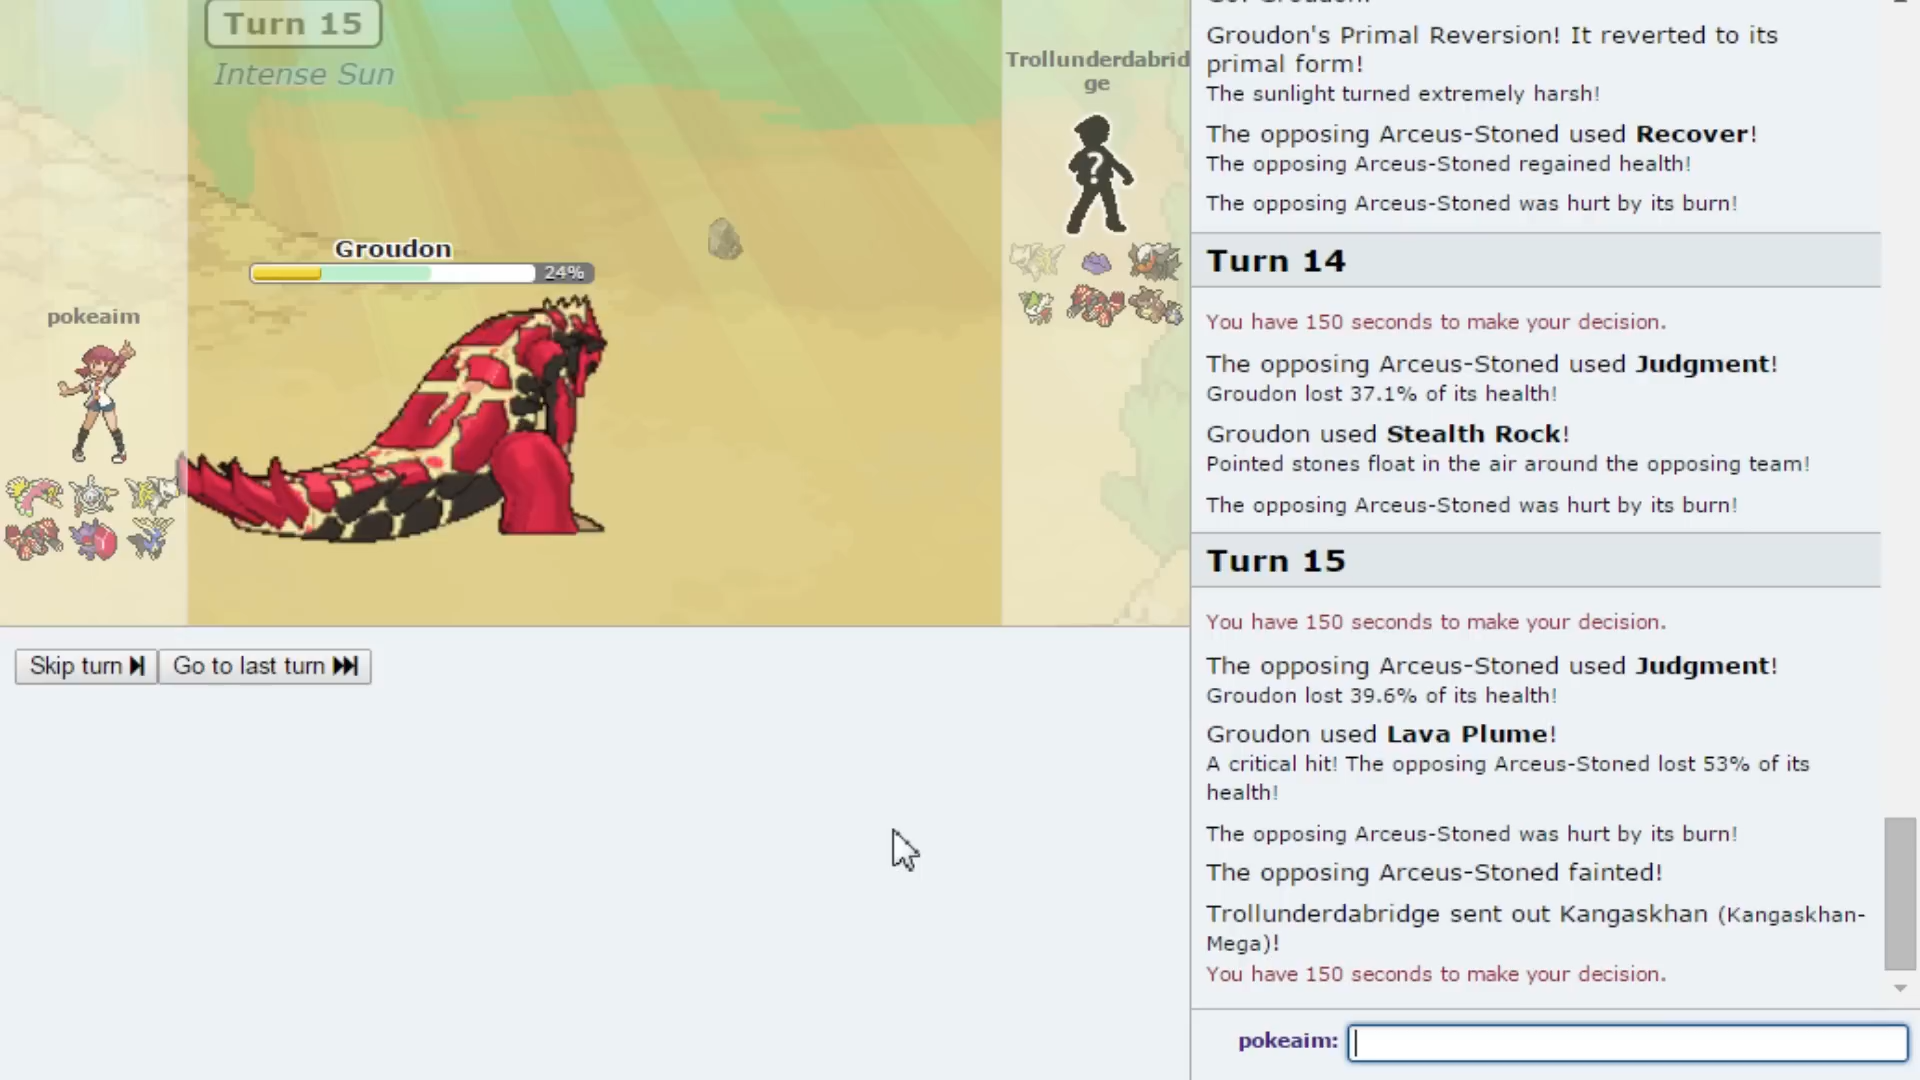 Turn 15
Intense Sun
Groudon
24%
pokeaim
Trollunderdabrid
ge
?
Skip turn
Go to last turn
Groudon's Primal Reversion! It reverted to its
primal form!
The sunlight turned extremely harsh!
The opposing Arceus-Stoned used Recover!
The opposing Arceus-Stoned regained health!
The opposing Arceus-Stoned was hurt by its burn!
Turn 14
You have 150 seconds to make your decision.
The opposing Arceus-Stoned used Judgment!
Groudon lost 37.1% of its health!
Groudon used Stealth Rock!
Pointed stones float in the air around the opposing team!
The opposing Arceus-Stoned was hurt by its burn!
Turn 15
You have 150 seconds to make your decision.
The opposing Arceus-Stoned used Judgment!
Groudon lost 39.6% of its health!
Groudon used Lava Plume!
A critical hit! The opposing Arceus-Stoned lost 53% of its
health!
The opposing Arceus-Stoned was hurt by its burn!
The opposing Arceus-Stoned fainted!
Trollunderdabridge sent out Kangaskhan (Kangaskhan-
Mega)!
You have 150 seconds to make your decision.
pokeaim: